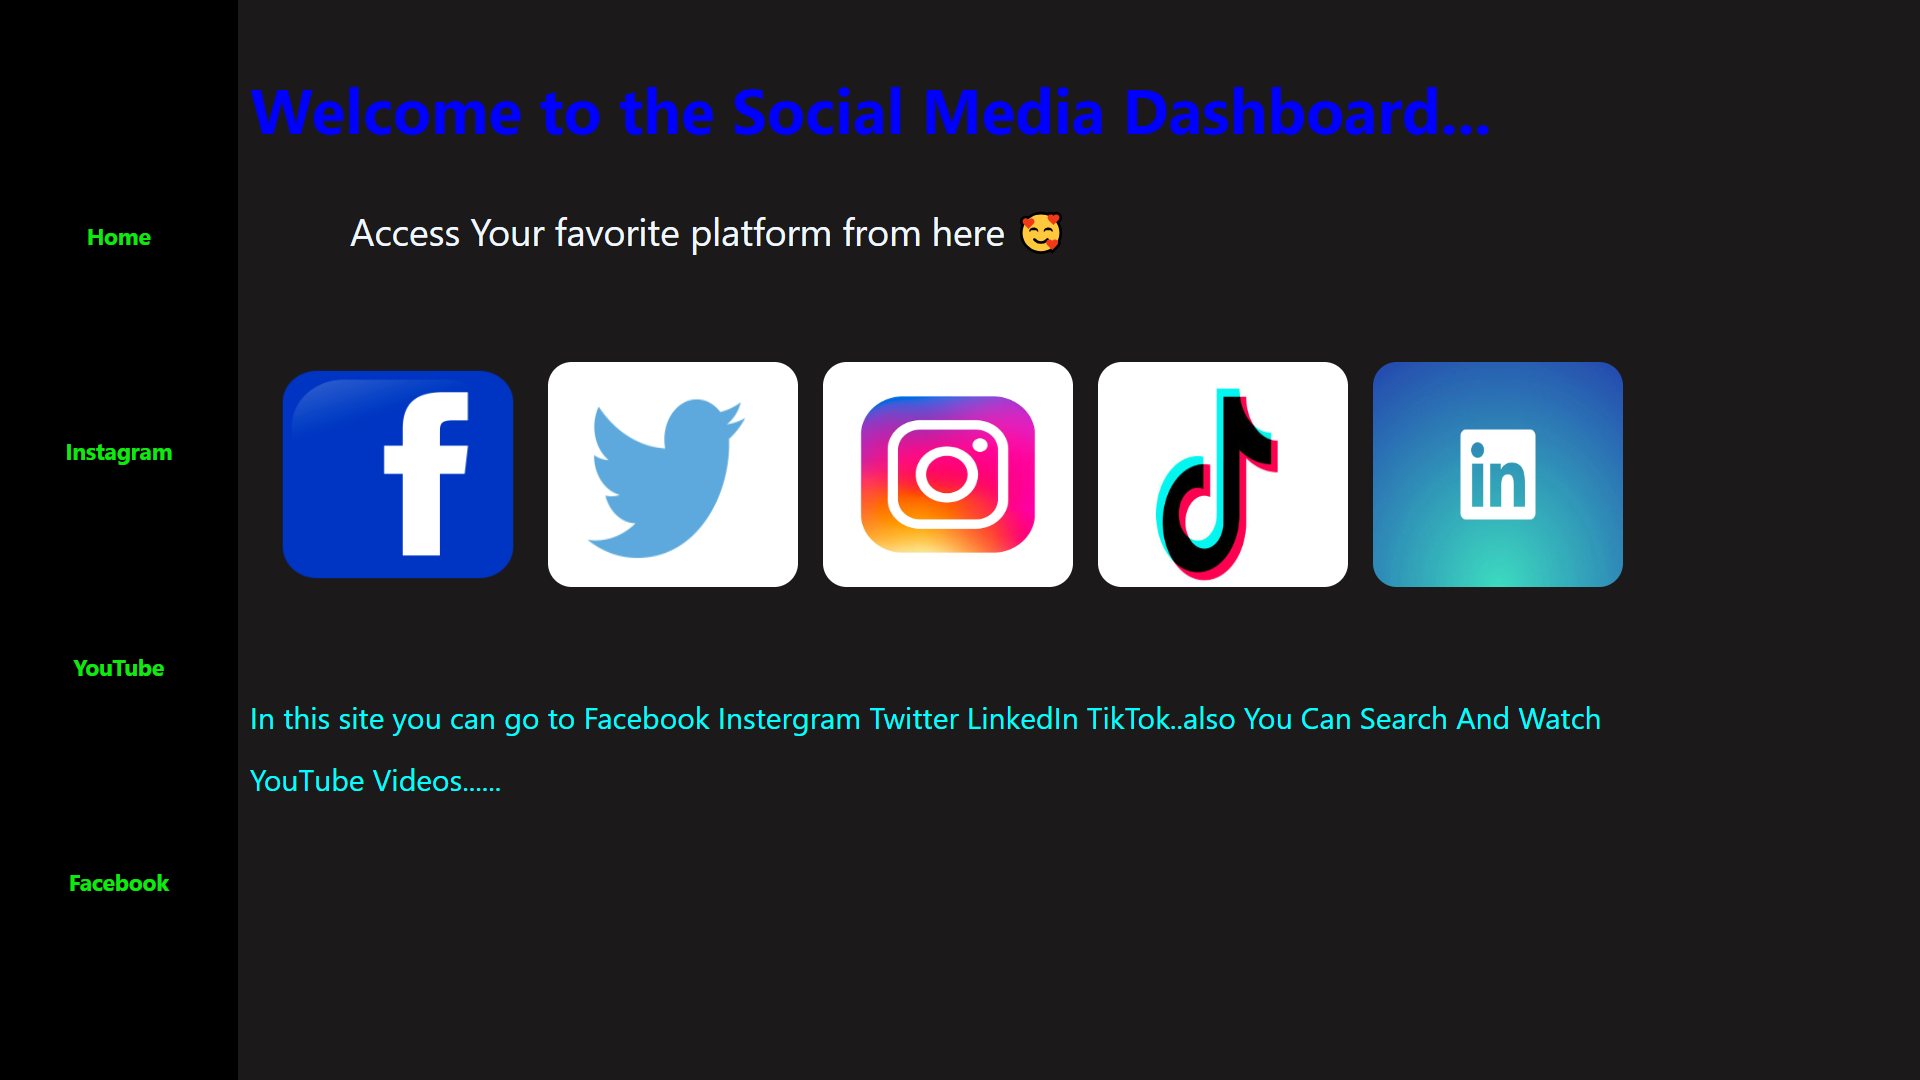 Welcome to the Social Media Dashboard...
Access Your favorite platform from here 🥰
Home
Instagram
YouTube
Facebook
f
in
In this site you can go to Facebook Instergram Twitter LinkedIn TikTok..also You Can Search And Watch
YouTube Videos......